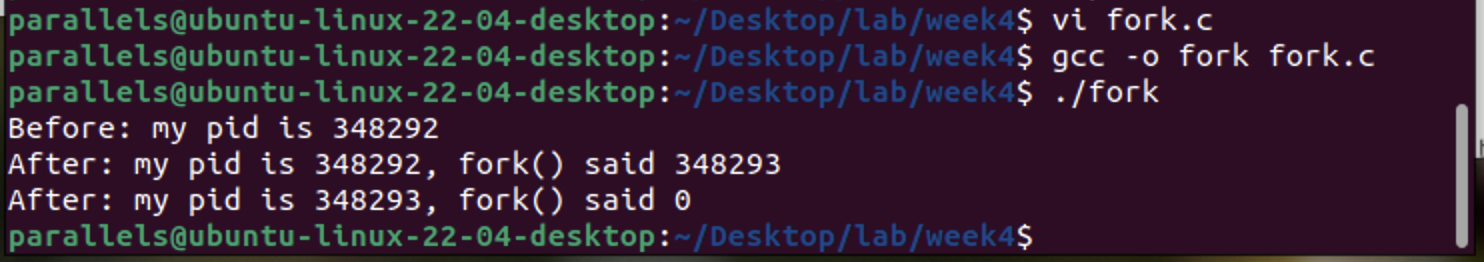 parallels@ubuntu-linux-22-04-desktop:~/Desktop/lab/week4$ vi fork.c
parallels@ubuntu-linux-22-04-desktop:~/Desktop/lab/week4$ gcc -o fork fork.c
parallels@ubuntu-linux-22-04-desktop:~/Desktop/lab/week4$ ./fork
Before: my pid is 348292
After: my pid is 348292, fork() said 348293
After: my pid is 348293, fork() said 0
parallels@ubuntu-linux-22-04-desktop:~/Desktop/lab/week4$